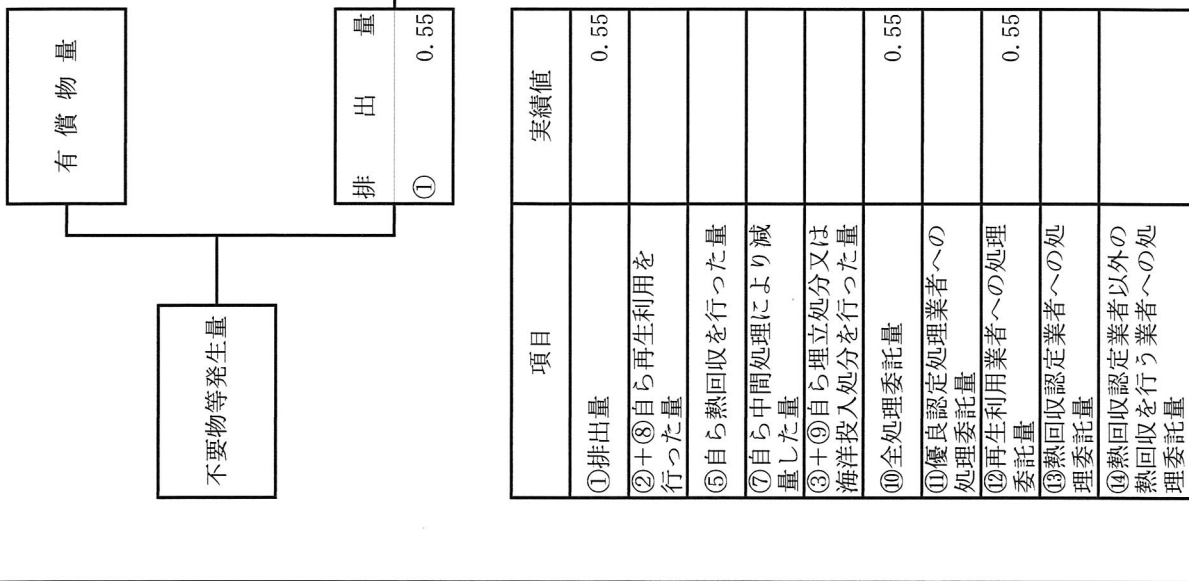 不要物等発生量
有償物量
排出量
① 0.55
項目 実績値
①排出量 0.55
②+⑧自ら再生利用を
行った量
⑤自ら熱回収を行った量
⑦自ら中間処理により減
量した量
③+⑨自ら埋立処分又は
海洋投入処分を行った量
⑩全処理委託量 0.55
⑪優良認定処理業者への
処理委託量
⑫再生利用業者への処理
委託量 0.55
⑬熱回収認定業者への処
理委託量
⑭熱回収認定業者以外の
熱回収を行う業者への処
理委託量